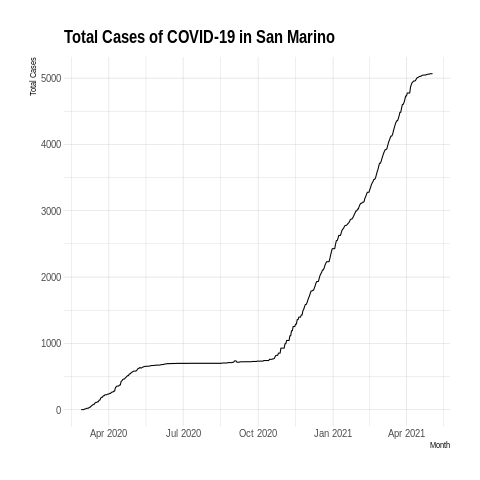 Total Cases of COVID-19 in San Marino
Total Cases
5000
4000
3000
2000
1000
0
Apr 2020 Jul 2020 Oct 2020 Jan 2021 Apr 2021
Month